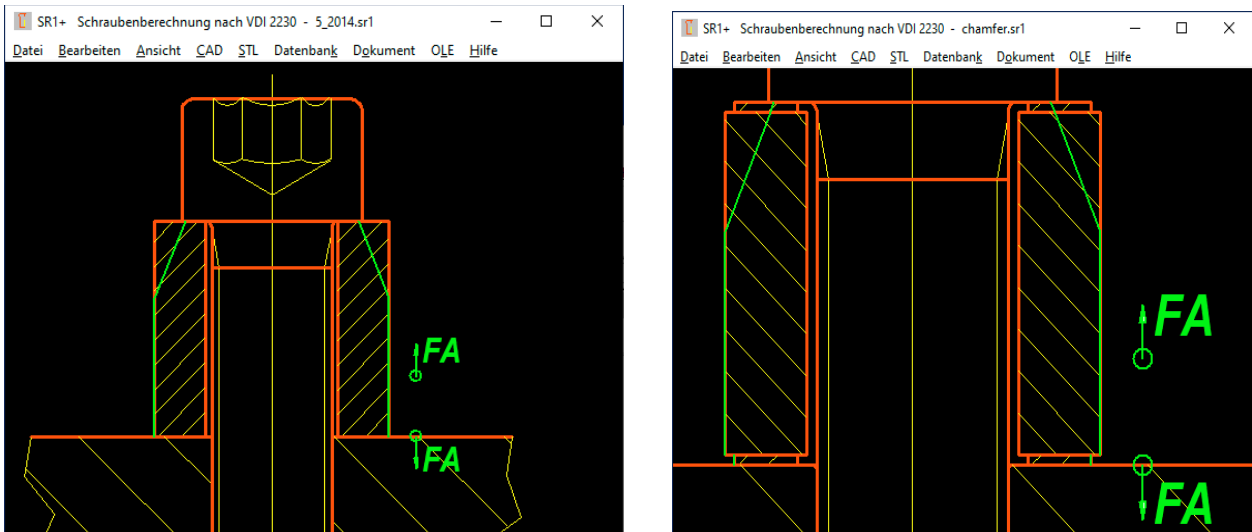 SR1+ Schraubenberechnung nach VDI 2230 - 5_2014.sr1
Datei Bearbeiten Ansicht CAD STL Datenbank Dokument OLE Hilfe
FA
FA
SR1+ Schraubenberechnung nach VDI 2230 - chamfer.sr1
Datei Bearbeiten Ansicht CAD STL Datenbank Dokument OLE Hilfe
FA
FA